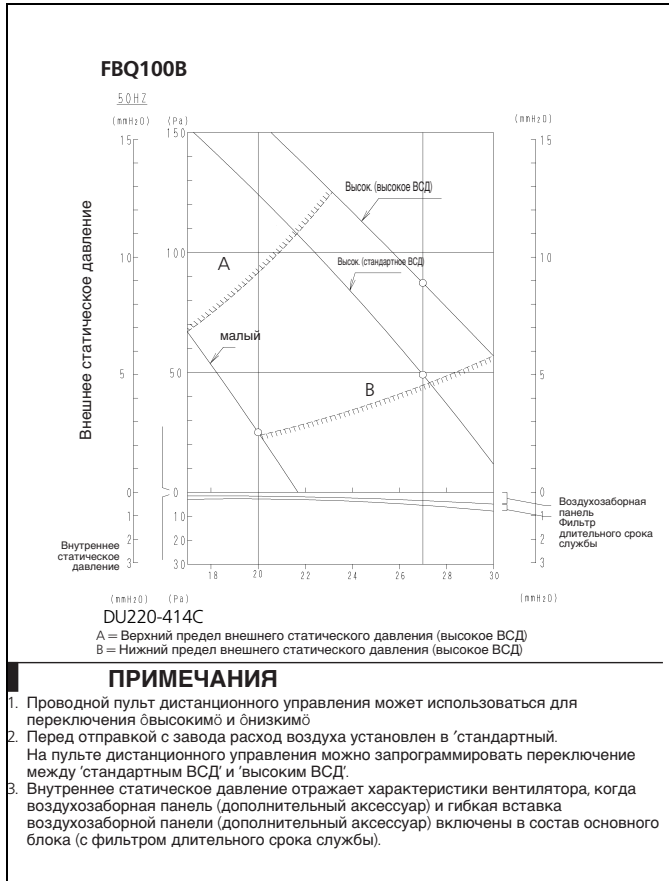 FBQ100B
50HZ
(mmH2O) (Pa) (mmH2O)
15 150 15
Высок. (высокое ВСД)
Внешнее статическое давление
10 100 10
A
Высок. (стандартное ВСД)
малый
5 50 5
B
0 0 0
Воздухозаборная
панель
1 10 1
Фильтр
длительного срока
службы
Внутреннее
статическое
давление
2 20 2
3 30 3
18 20 22 24 26 28 30
(mmH2O) (Pa) (mmH2O)
DU220-414C
A = Верхний предел внешнего статического давления (высокое ВСД)
B = Нижний предел внешнего статического давления (высокое ВСД)
ПРИМЕЧАНИЯ
1. Проводной пульт дистанционного управления может использоваться для
переключения ôвысокимö и ôнизкимö
2. Перед отправкой с завода расход воздуха установлен в ‘стандартный.
На пульте дистанционного управления можно запрограммировать переключение
между ‘стандартным ВСД’ и ‘высоким ВСД’.
3. Внутреннее статическое давление отражает характеристики вентилятора, когда
воздухозаборная панель (дополнительный аксессуар) и гибкая вставка
воздухозаборной панели (дополнительный аксессуар) включены в состав основного
блока (с фильтром длительного срока службы).